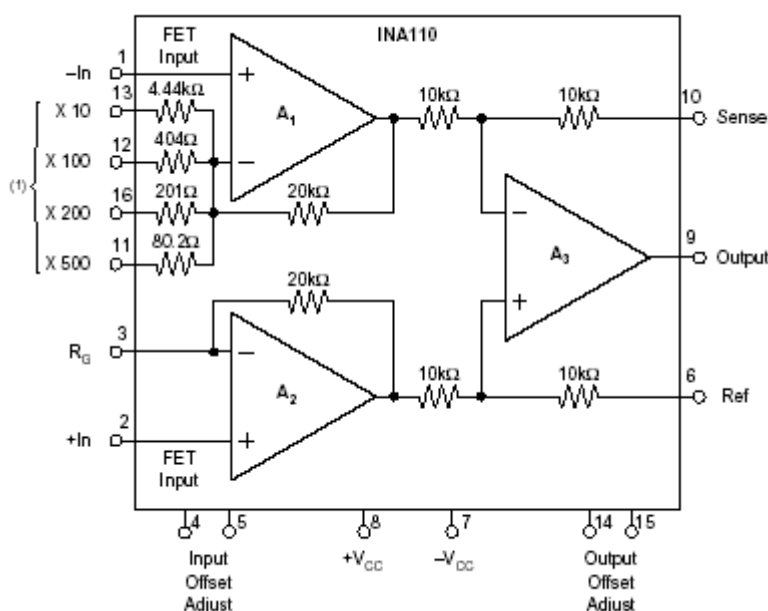 INA110
FET
Input
1
–In
13
X 10
4.44kΩ
12
X 100
404Ω
(1)
16
X 200
201Ω
11
X 500
80.2Ω
A1
+
–
20kΩ
10kΩ
10kΩ
10
Sense
–
+
A3
9
Output
20kΩ
3
RG
–
+
A2
10kΩ
10kΩ
6
Ref
2
+In
FET
Input
4
5
8
7
14
15
Input
Offset
Adjust
+VCC
–VCC
Output
Offset
Adjust